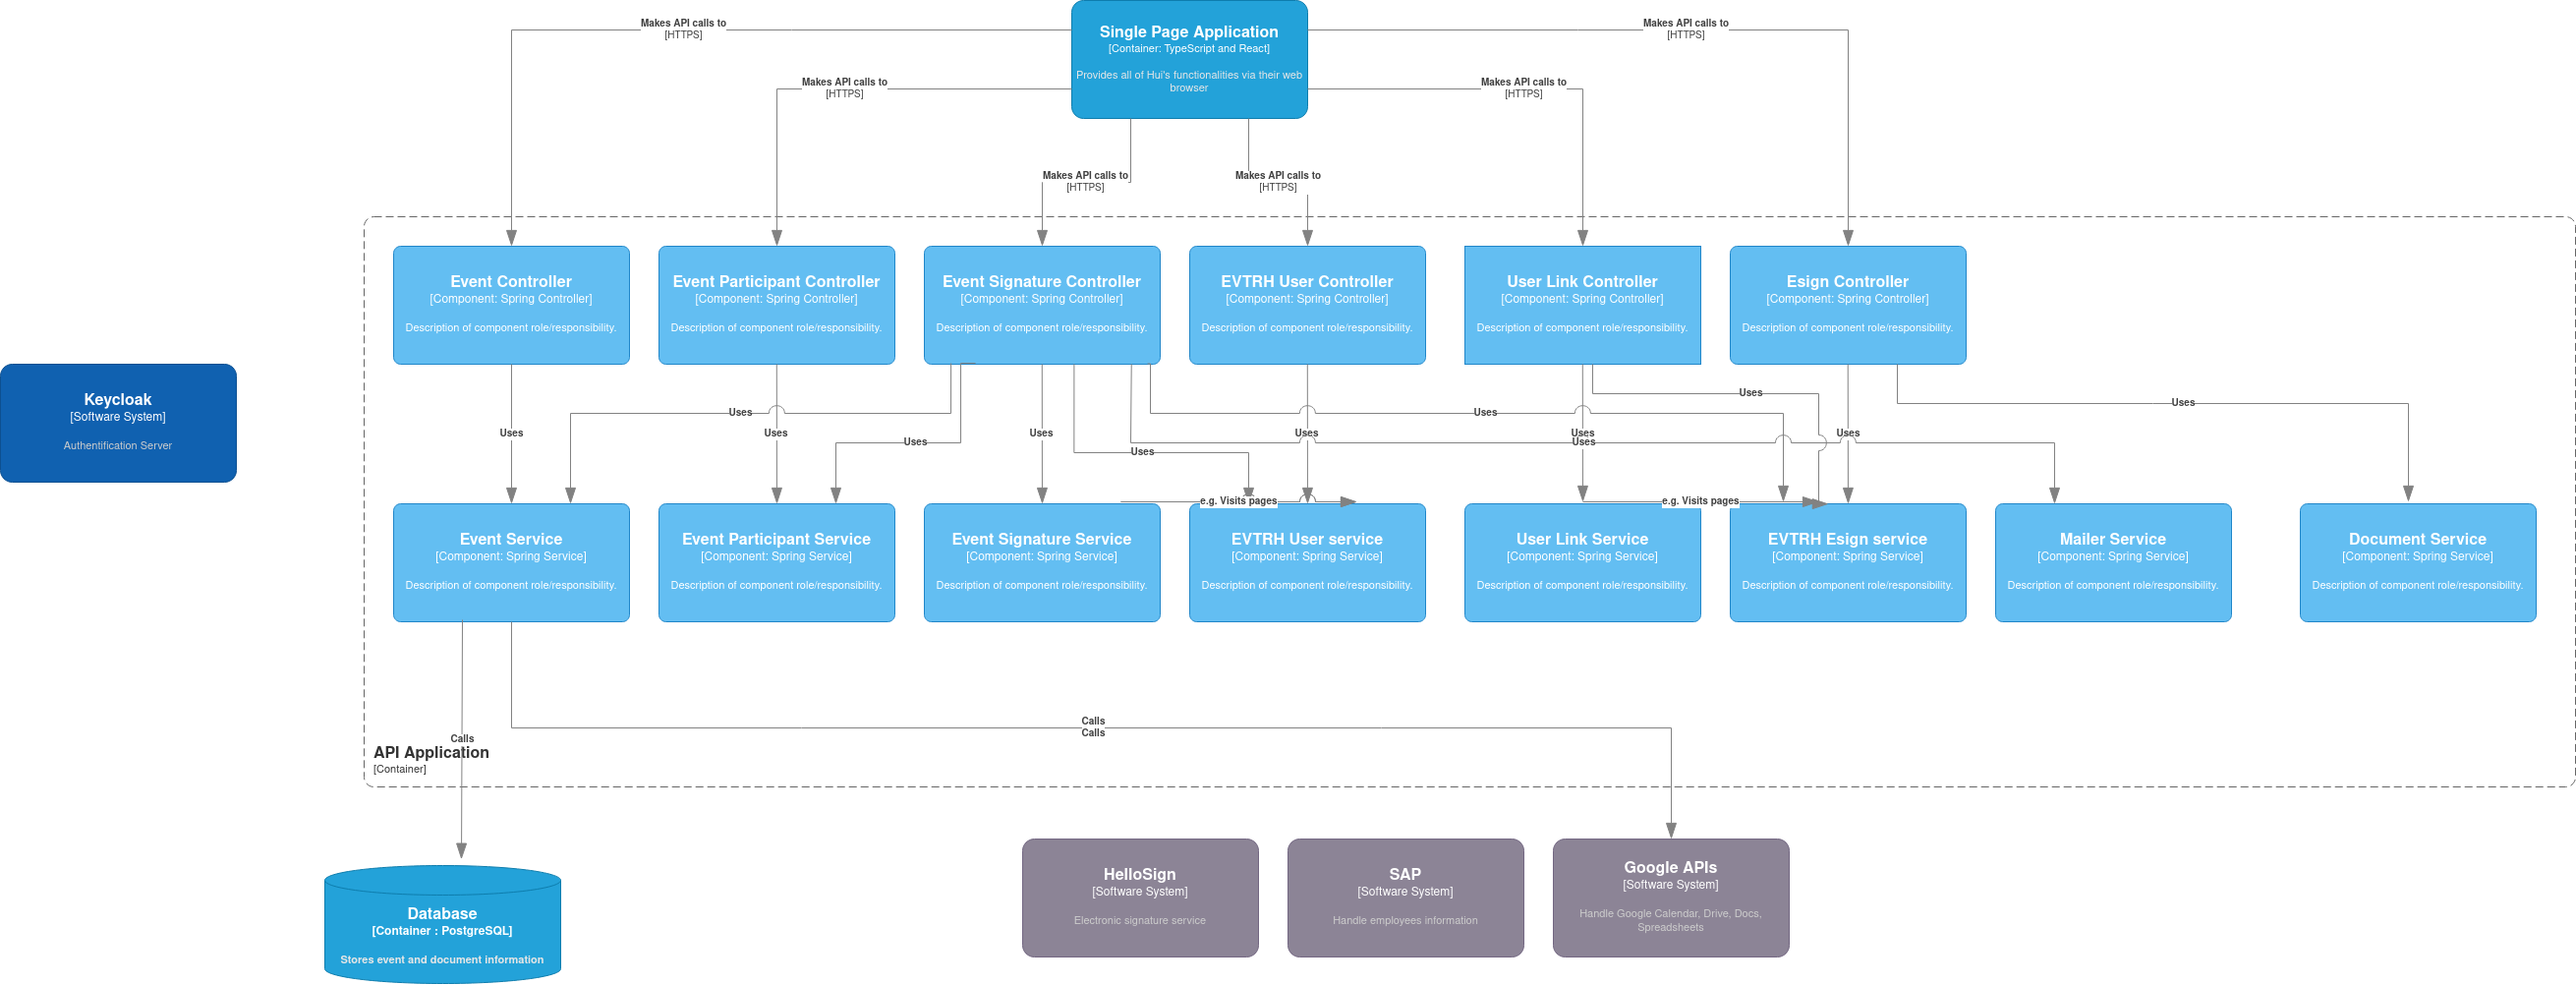 Makes API calls to
[HTTPS]
Single Page Application
[Container: TypeScript and React]
Provides all of Hui's functionalities via their web
browser
Makes API calls to
[HTTPS]
Makes API calls to
[HTTPS]
Makes API calls to
[HTTPS]
Makes API calls to
[HTTPS]
Makes API calls to
[HTTPS]
Event Controller
[Component: Spring Controller]
Description of component role/responsibility.
Event Participant Controller
[Component: Spring Controller]
Description of component role/responsibility.
Event Signature Controller
[Component: Spring Controller]
Description of component role/responsibility.
EVTRH User Controller
[Component: Spring Controller]
Description of component role/responsibility.
User Link Controller
[Component: Spring Controller]
Description of component role/responsibility.
Esign Controller
[Component: Spring Controller]
Description of component role/responsibility.
Keycloak
[Software System]
Authentification Server
Uses
Uses
Uses
Uses
Uses
Uses
Uses
Uses
Uses
Uses
Uses
Uses
Uses
Uses
e.g. Visits pages
e.g. Visits pages
Event Service
[Component: Spring Service]
Description of component role/responsibility.
Event Participant Service
[Component: Spring Service]
Description of component role/responsibility.
Event Signature Service
[Component: Spring Service]
Description of component role/responsibility.
EVTRH User service
[Component: Spring Service]
Description of component role/responsibility.
User Link Service
[Component: Spring Service]
Description of component role/responsibility.
EVTRH Esign service
[Component: Spring Service]
Description of component role/responsibility.
Mailer Service
[Component: Spring Service]
Description of component role/responsibility.
Document Service
[Component: Spring Service]
Description of component role/responsibility.
Calls
Calls
Calls
API Application
[Container]
Database
[Container : PostgreSQL]
Stores event and document information
HelloSign
[Software System]
Electronic signature service
SAP
[Software System]
Handle employees information
Google APIs
[Software System]
Handle Google Calendar, Drive, Docs,
Spreadsheets